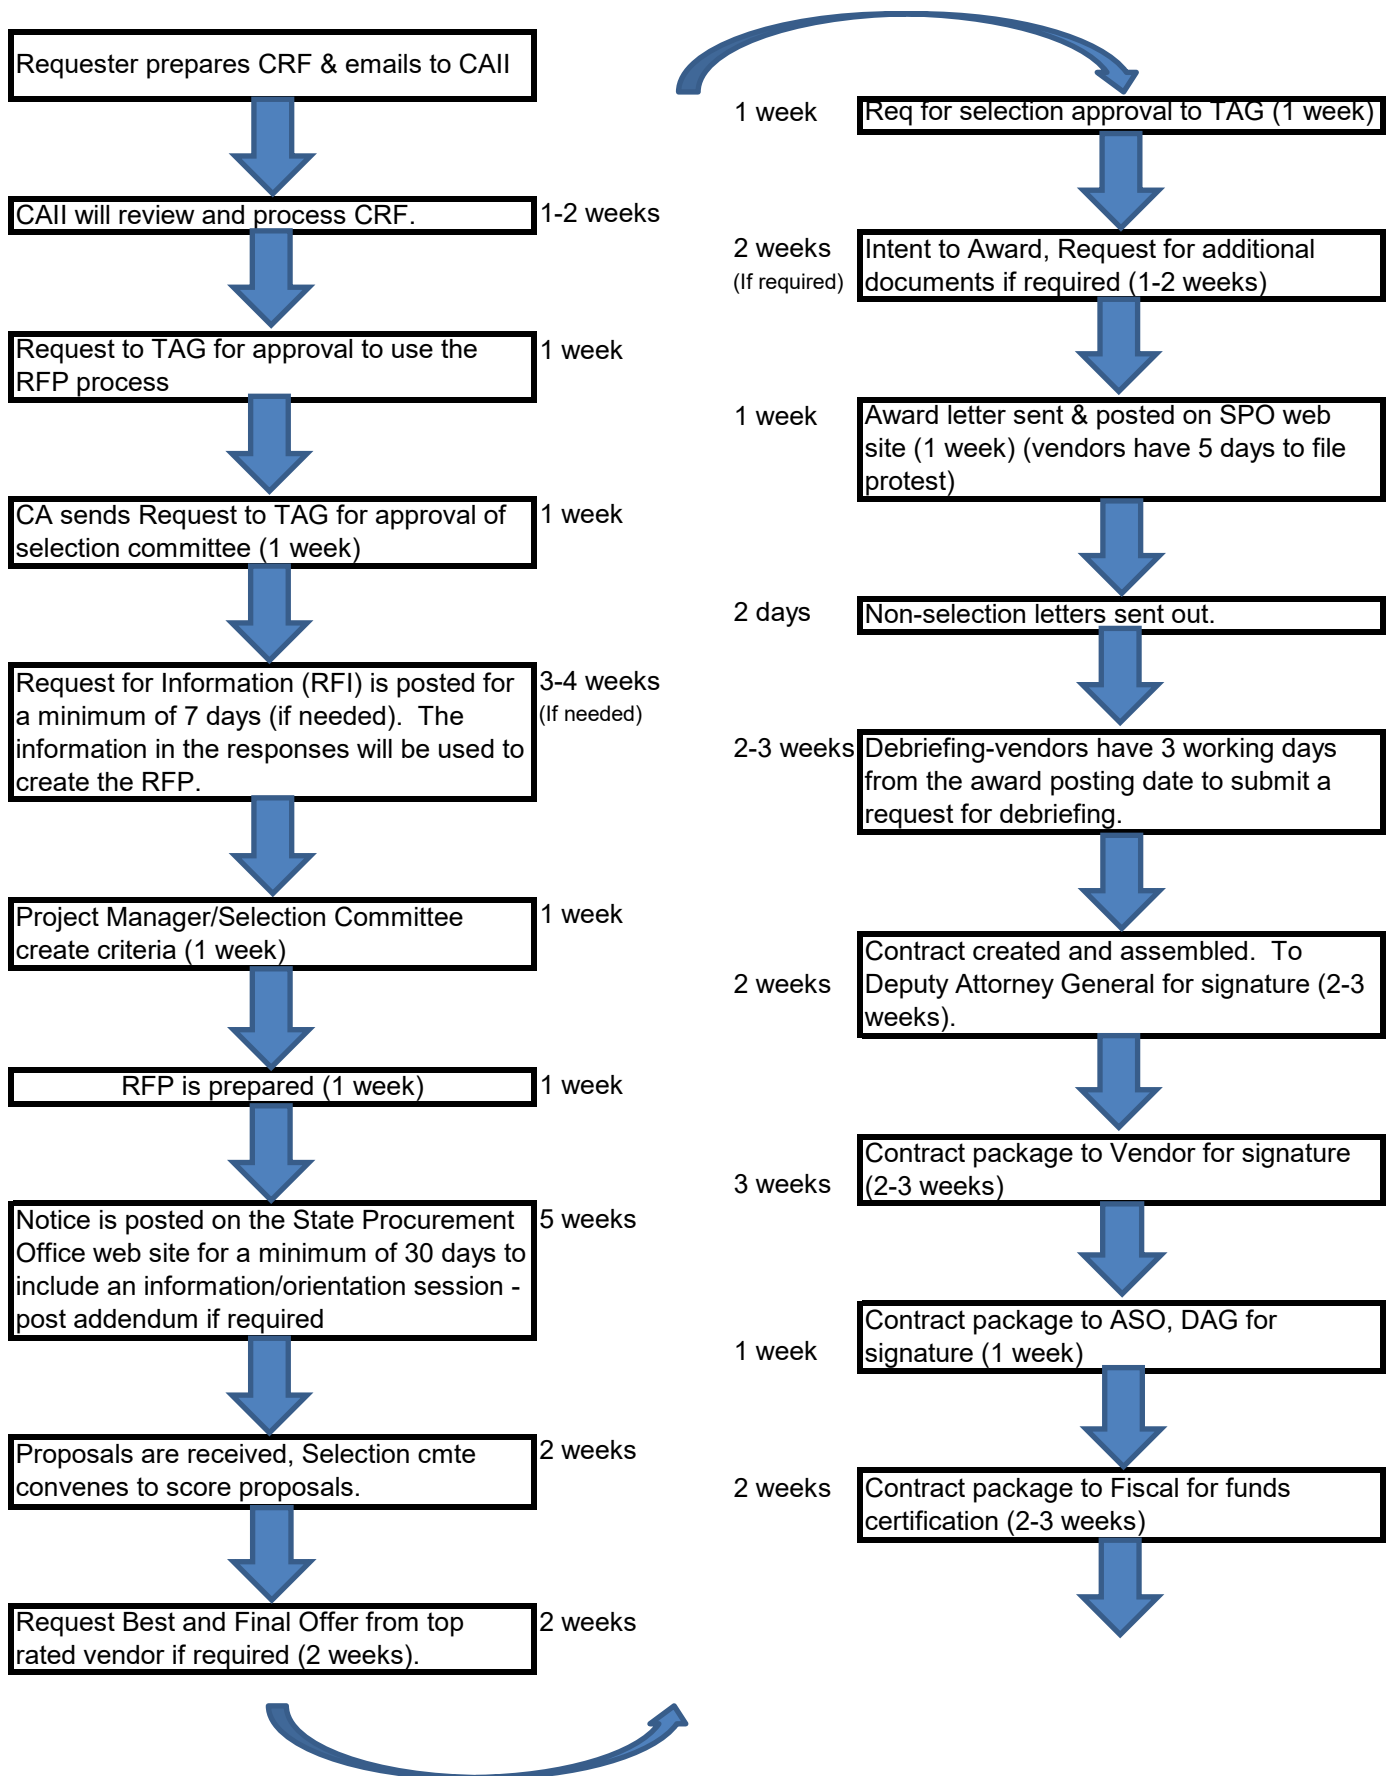 Requester prepares CRF & emails to CAII
CAII will review and process CRF.
1-2 weeks
Request to TAG for approval to use the
RFP process
1 week
CA sends Request to TAG for approval of
selection committee (1 week)
1 week
Request for Information (RFI) is posted for
a minimum of 7 days (if needed).  The
information in the responses will be used to
create the RFP.
3-4 weeks
(If needed)
Project Manager/Selection Committee
create criteria (1 week)
1 week
RFP is prepared (1 week)
1 week
Notice is posted on the State Procurement
Office web site for a minimum of 30 days to
include an information/orientation session -
post addendum if required
5 weeks
Proposals are received, Selection cmte
convenes to score proposals.
2 weeks
Request Best and Final Offer from top
rated vendor if required (2 weeks).
2 weeks
1 week
Req for selection approval to TAG (1 week)
2 weeks
(If required)
Intent to Award, Request for additional
documents if required (1-2 weeks)
1 week
Award letter sent & posted on SPO web
site (1 week) (vendors have 5 days to file
protest)
2 days
Non-selection letters sent out.
2-3 weeks
Debriefing-vendors have 3 working days
from the award posting date to submit a
request for debriefing.
2 weeks
Contract created and assembled.  To
Deputy Attorney General for signature (2-3
weeks).
3 weeks
Contract package to Vendor for signature
(2-3 weeks)
1 week
Contract package to ASO, DAG for
signature (1 week)
2 weeks
Contract package to Fiscal for funds
certification (2-3 weeks)